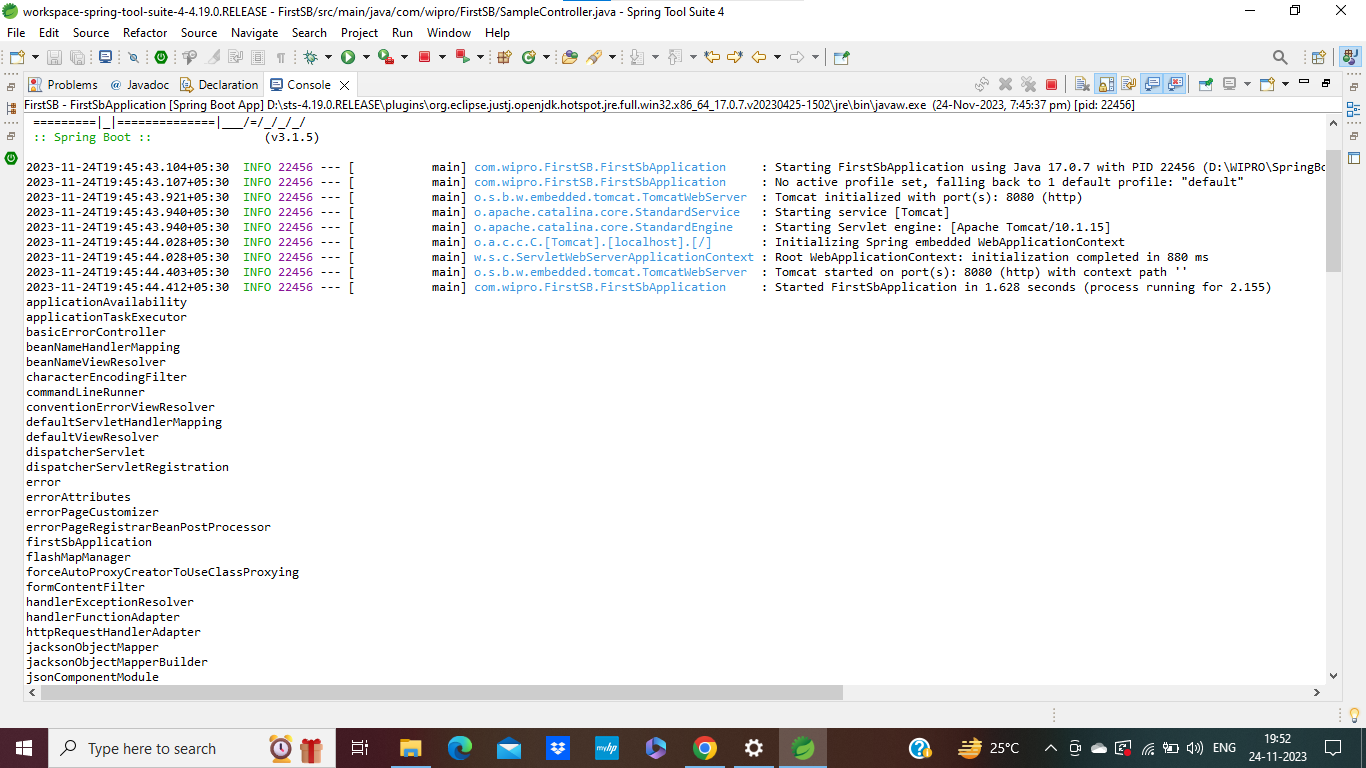 workspace-spring-tool-suite-4-4.19.0.RELEASE - FirstSB/src/main/java/com/wipro/FirstSB/SampleController.java - Spring Tool Suite 4
File Edit Source Refactor Source Navigate Search Project Run Window Help
Problems @ Javadoc Declaration Console
FirstSB - FirstSbApplication [Spring Boot App] D:\sts-4.19.0.RELEASE\plugins\org.eclipse.justj.openjdk.hotspot.jre.full.win32.x86_64_17.0.7.v20230425-1502\jre\bin\javaw.exe (24-Nov-2023, 7:45:37 pm) [pid: 22456]
=========|_|==============|___/=/_/_/_/
:: Spring Boot :: (v3.1.5)
2023-11-24T19:45:43.104+05:30 INFO 22456 --- [ main] com.wipro.FirstSB.FirstSbApplication : Starting FirstSbApplication using Java 17.0.7 with PID 22456 (D:\WIPRO\SpringBo
2023-11-24T19:45:43.107+05:30 INFO 22456 --- [ main] com.wipro.FirstSB.FirstSbApplication : No active profile set, falling back to 1 default profile: "default"
2023-11-24T19:45:43.921+05:30 INFO 22456 --- [ main] o.s.b.w.embedded.tomcat.TomcatWebServer : Tomcat initialized with port(s): 8080 (http)
2023-11-24T19:45:43.940+05:30 INFO 22456 --- [ main] o.apache.catalina.core.StandardService : Starting service [Tomcat]
2023-11-24T19:45:43.940+05:30 INFO 22456 --- [ main] o.apache.catalina.core.StandardEngine : Starting Servlet engine: [Apache Tomcat/10.1.15]
2023-11-24T19:45:44.028+05:30 INFO 22456 --- [ main] o.a.c.c.C.[Tomcat].[localhost].[/] : Initializing Spring embedded WebApplicationContext
2023-11-24T19:45:44.028+05:30 INFO 22456 --- [ main] w.s.c.ServletWebServerApplicationContext : Root WebApplicationContext: initialization completed in 880 ms
2023-11-24T19:45:44.403+05:30 INFO 22456 --- [ main] o.s.b.w.embedded.tomcat.TomcatWebServer : Tomcat started on port(s): 8080 (http) with context path ''
2023-11-24T19:45:44.412+05:30 INFO 22456 --- [ main] com.wipro.FirstSB.FirstSbApplication : Started FirstSbApplication in 1.628 seconds (process running for 2.155)
applicationAvailability
applicationTaskExecutor
basicErrorController
beanNameHandlerMapping
beanNameViewResolver
characterEncodingFilter
commandLineRunner
conventionErrorViewResolver
defaultServletHandlerMapping
defaultViewResolver
dispatcherServlet
dispatcherServletRegistration
error
errorAttributes
errorPageCustomizer
errorPageRegistrarBeanPostProcessor
firstSbApplication
flashMapManager
forceAutoProxyCreatorToUseClassProxying
formContentFilter
handlerExceptionResolver
handlerFunctionAdapter
httpRequestHandlerAdapter
jacksonObjectMapper
jacksonObjectMapperBuilder
jsonComponentModule
Type here to search
myhp
25°C
ENG
19:52
24-11-2023